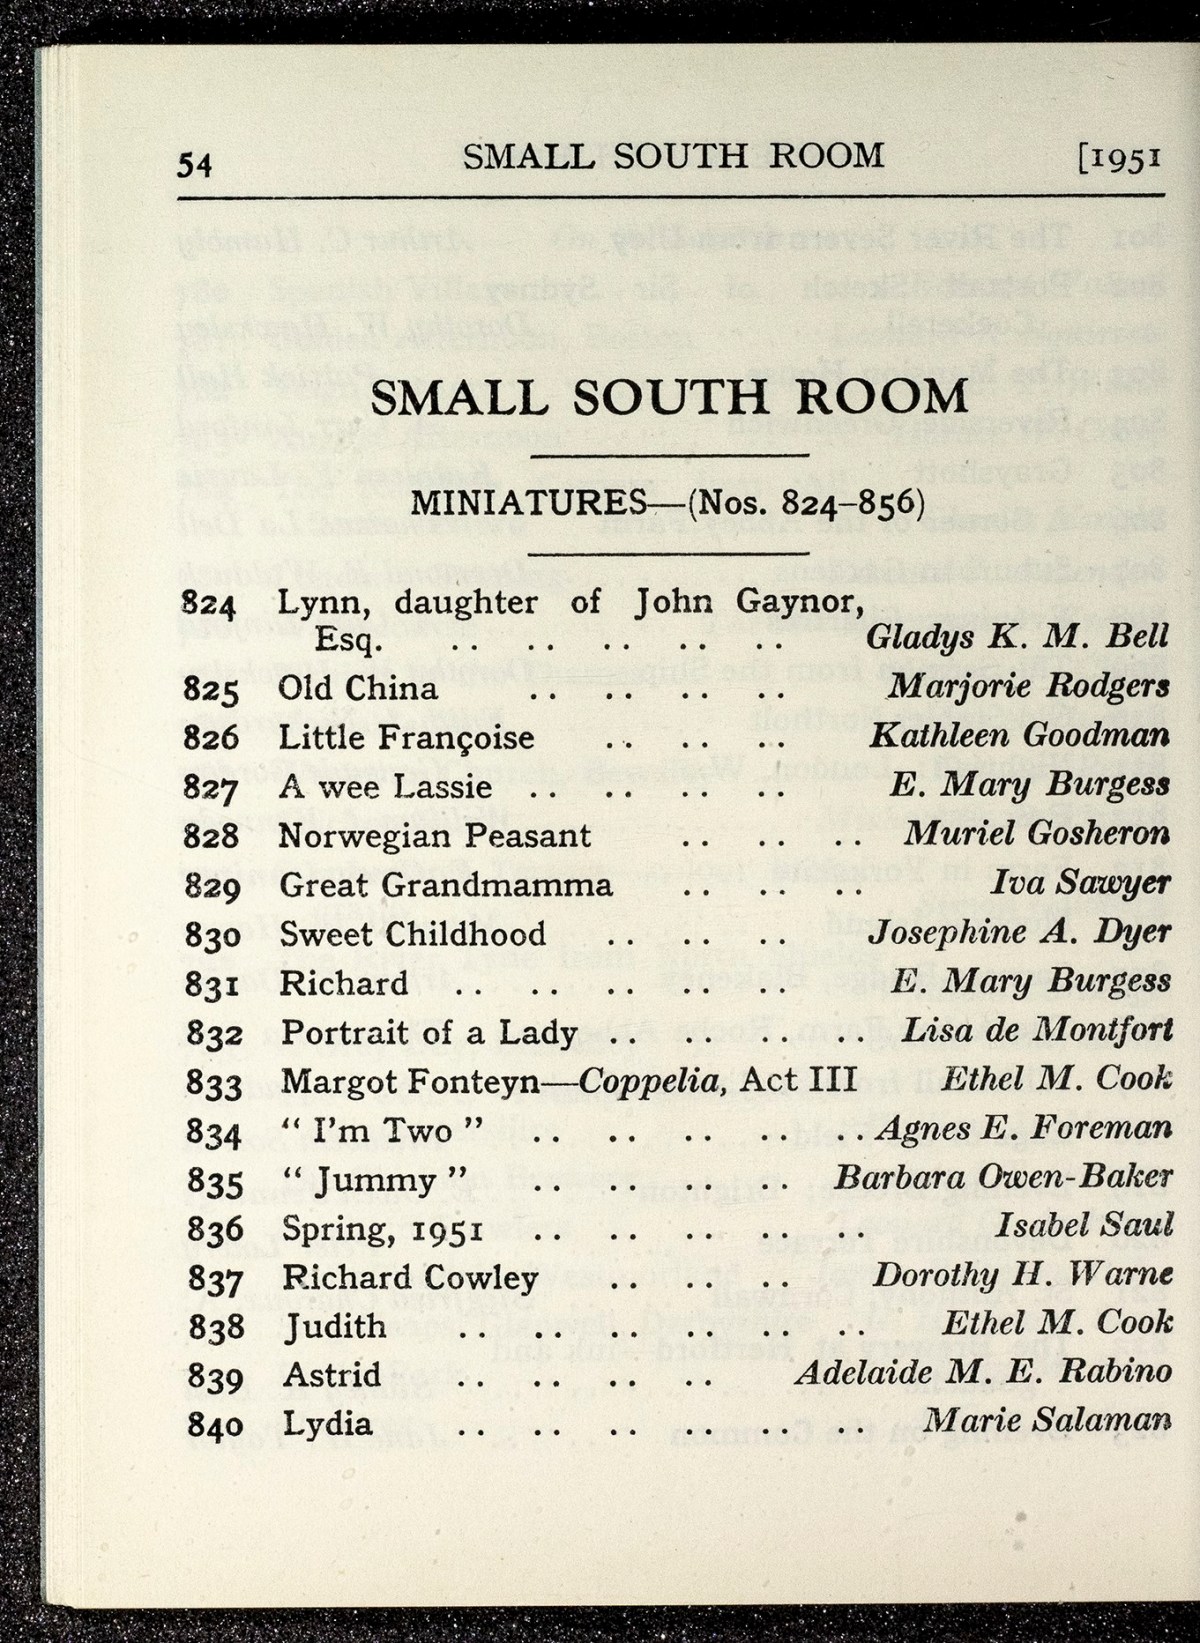 54 SMALL SOUTH ROOM [1951
SMALL SOUTH ROOM
MINIATURES—(Nos. 824–856)
824 Lynn, daughter of John Gaynor,
Esq. .. .. .. .. .. Gladys K. M. Bell
825 Old China .. .. .. .. Marjorie Rodgers
826 Little Françoise .. .. .. Kathleen Goodman
827 A wee Lassie .. .. .. .. E. Mary Burgess
828 Norwegian Peasant .. .. .. Muriel Gosheron
829 Great Grandmamma .. .. .. Iva Sawyer
830 Sweet Childhood .. .. .. Josephine A. Dyer
831 Richard .. .. .. .. .. E. Mary Burgess
832 Portrait of a Lady .. .. .. .. Lisa de Montfort
833 Margot Fonteyn—Coppelia, Act III Ethel M. Cook
834 “ I'm Two ” .. .. .. .. .. Agnes E. Foreman
835 “ Jummy ” .. .. .. .. Barbara Owen-Baker
836 Spring, 1951 .. .. .. .. .. Isabel Saul
837 Richard Cowley .. .. .. Dorothy H. Warne
838 Judith .. .. .. .. .. .. Ethel M. Cook
839 Astrid .. .. .. .. Adelaide M. E. Rabino
840 Lydia .. .. .. .. .. .. Marie Salaman